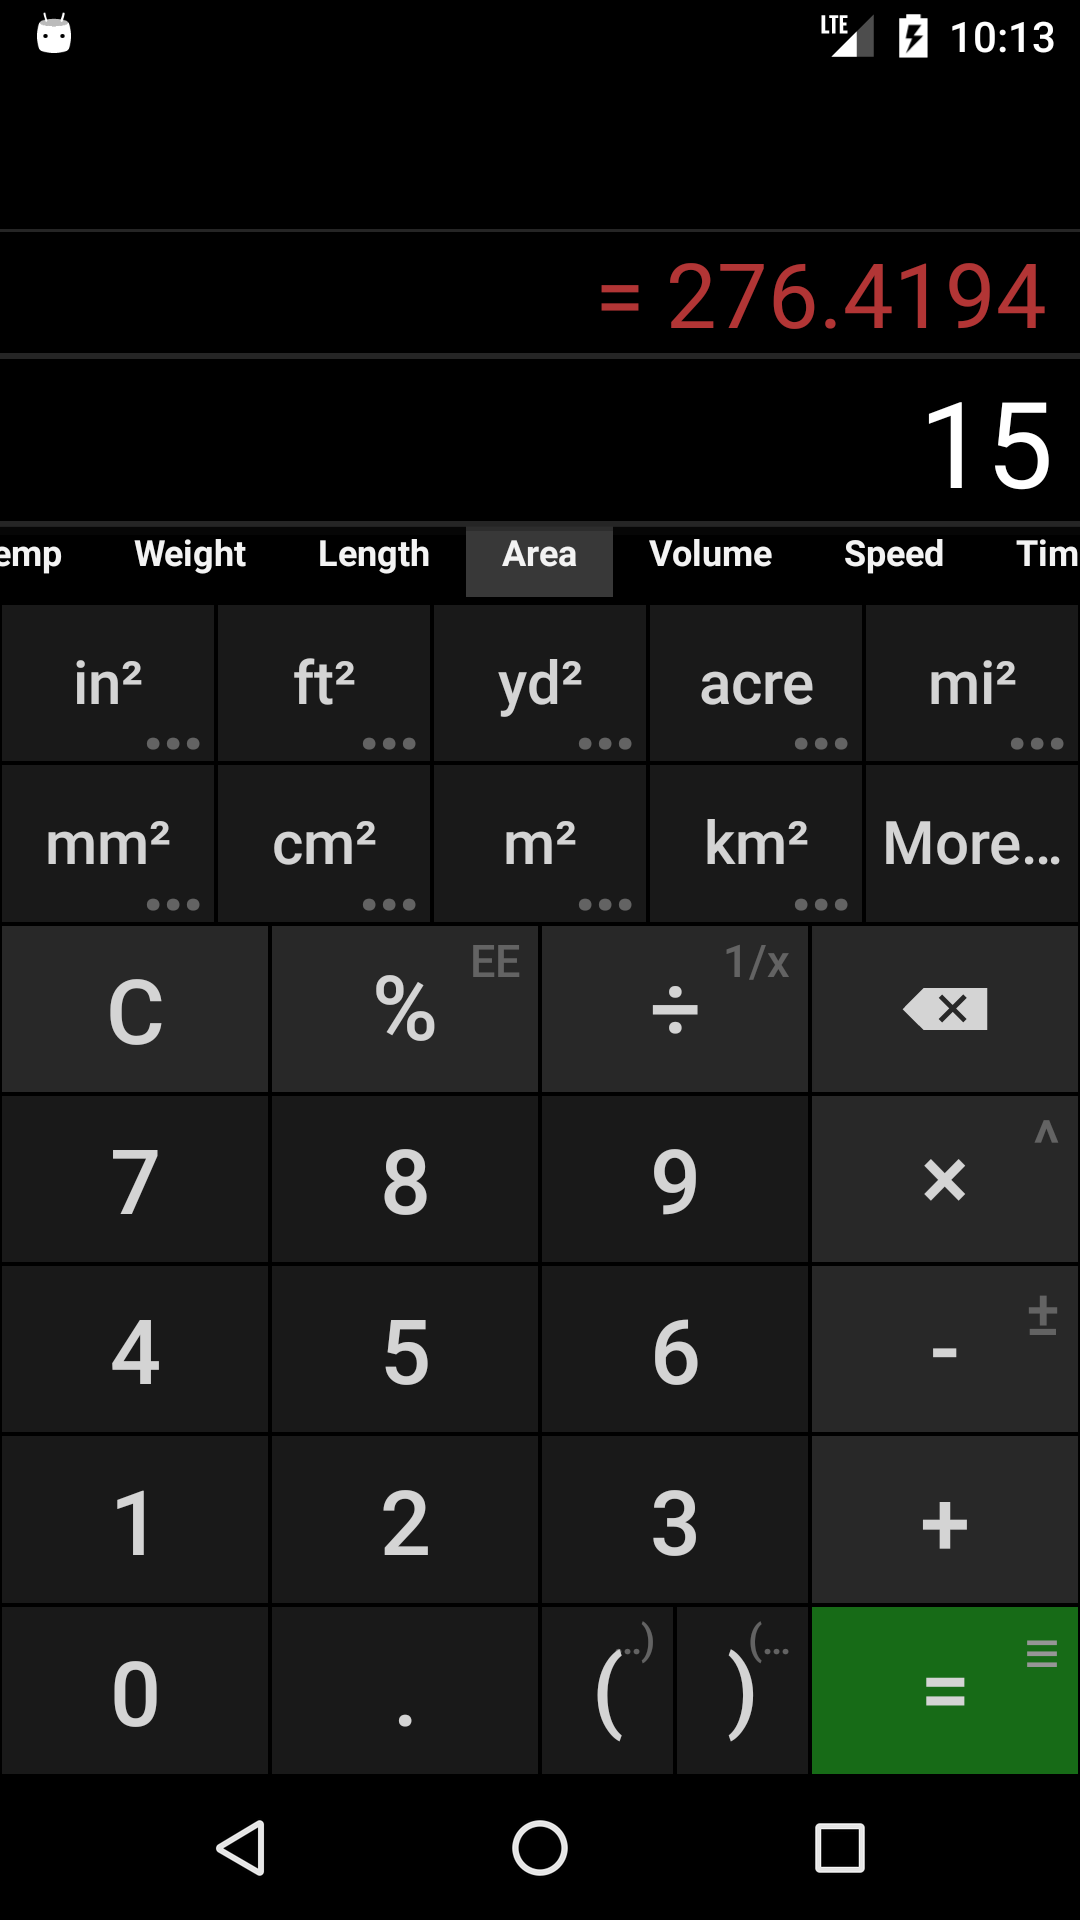 LTE 10:13
= 276.4194
15
emp Weight Length Area Volume Speed Tim
in² ft² yd² acre mi²
mm² cm² m² km² More...
C % EE ÷ 1/x
7 8 9 × ^
4 5 6 - ±
1 2 3 +
0 . ( ..) ) (... =